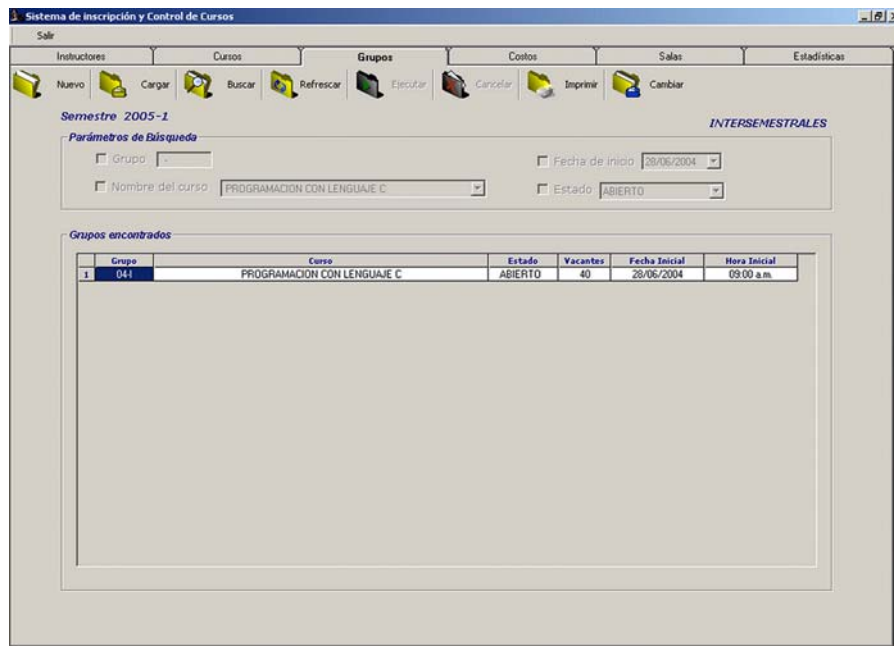 Sistema de inscripción y Control de Cursos
Salir
Instructores Cursos Grupos Costos Salas Estadísticas
Nuevo Cargar Buscar Refrescar Ejecutar Cancelar Imprimir Cambiar
Semestre 2005-1
INTERSEMESTRALES
Parámetros de Búsqueda
Grupo - Fecha de inicio 28/06/2004
Nombre del curso PROGRAMACION CON LENGUAJE C Estado ABIERTO
Grupos encontrados
Grupo Curso Estado Vacantes Fecha Inicial Hora Inicial
1 04-I PROGRAMACION CON LENGUAJE C ABIERTO 40 28/06/2004 09:00 a.m.